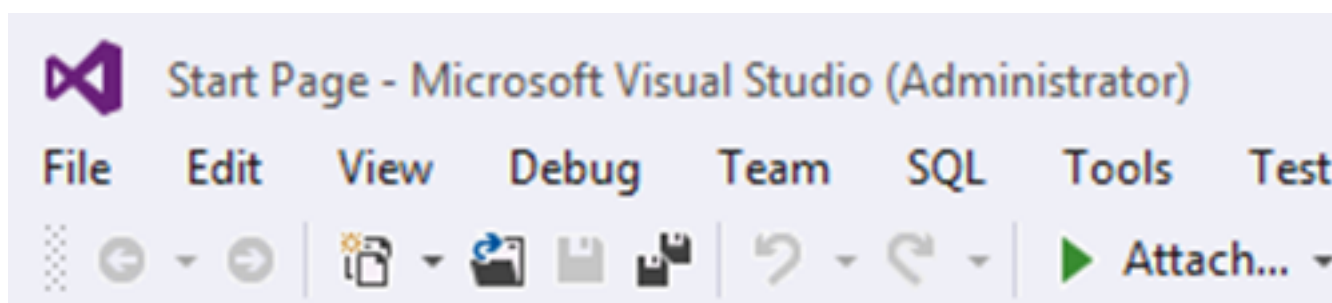 Start Page - Microsoft Visual Studio (Administrator)
File Edit View Debug Team SQL Tools Test
Attach...